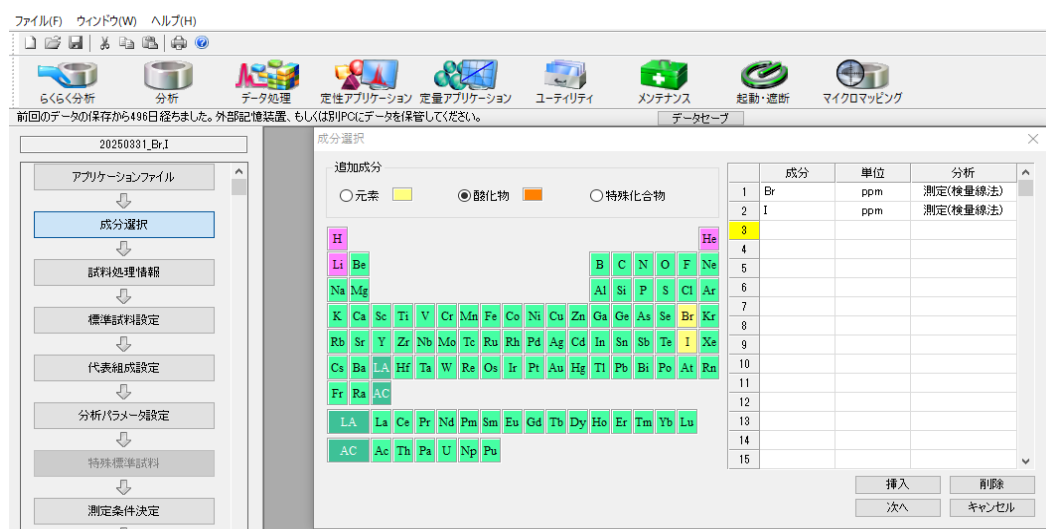 ファイル(F) ウィンドウ(W) ヘルプ(H)
らくらく分析 分析 データ処理 定性アプリケーション 定量アプリケーション ユーティリティ メンテナンス 起動・遮断 マイクロマッピング
前回のデータの保存から496日経ちました。外部記憶装置、もしくは別PCにデータを保管してください。 データセーブ
20250331_Br,I
アプリケーションファイル
成分選択
試料処理情報
標準試料設定
代表組成設定
分析パラメータ設定
特殊標準試料
測定条件決定
成分選択
追加成分
元素 酸化物 特殊化合物
H He
Li Be B C N O F Ne
Na Mg Al Si P S Cl Ar
K Ca Sc Ti V Cr Mn Fe Co Ni Cu Zn Ga Ge As Se Br Kr
Rb Sr Y Zr Nb Mo Tc Ru Rh Pd Ag Cd In Sn Sb Te I Xe
Cs Ba LA Hf Ta W Re Os Ir Pt Au Hg Tl Pb Bi Po At Rn
Fr Ra AC
LA La Ce Pr Nd Pm Sm Eu Gd Tb Dy Ho Er Tm Yb Lu
AC Ac Th Pa U Np Pu
成分 単位 分析
1 Br ppm 測定(検量線法)
2 I ppm 測定(検量線法)
3
4
5
6
7
8
9
10
11
12
13
14
15
挿入 削除
次へ キャンセル